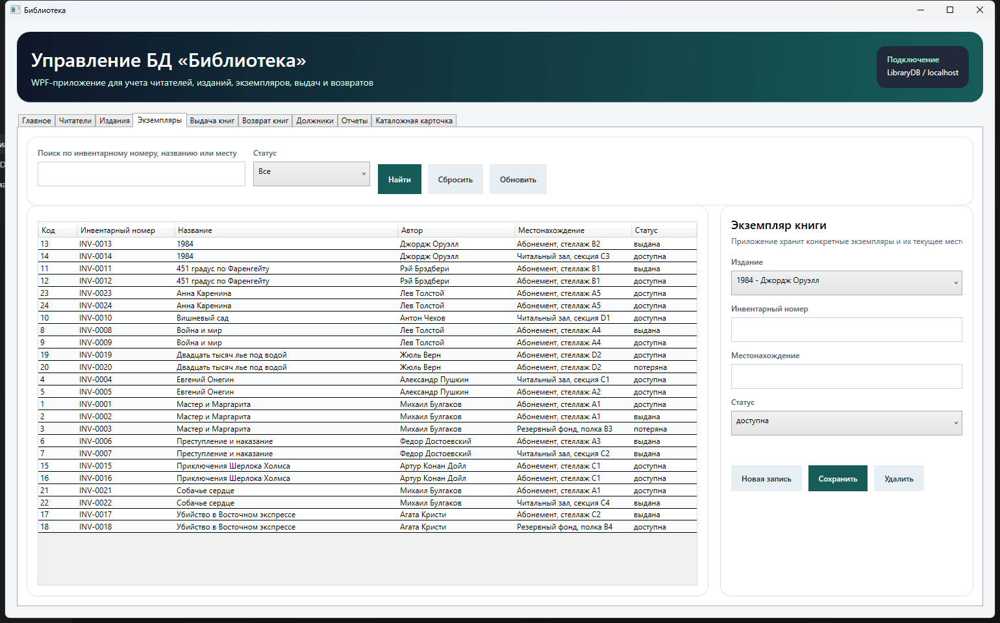 Библиотека
Управление БД «Библиотека»
WPF-приложение для учета читателей, изданий, экземпляров, выдач и возвратов
Подключение
LibraryDB / localhost
Главное Читатели Издания Экземпляры Выдача книг Возврат книг Должники Отчеты Каталожная карточка
Поиск по инвентарному номеру, названию или месту Статус
Все Найти Сбросить Обновить
Код Инвентарный номер Название Автор Местонахождение Статус
13 INV-0013 1984 Джордж Оруэлл Абонемент, стеллаж B2 выдана
14 INV-0014 1984 Джордж Оруэлл Читальный зал, секция C3 доступна
11 INV-0011 451 градус по Фаренгейту Рэй Брэдбери Абонемент, стеллаж B1 выдана
12 INV-0012 451 градус по Фаренгейту Рэй Брэдбери Абонемент, стеллаж B1 доступна
23 INV-0023 Анна Каренина Лев Толстой Абонемент, стеллаж A5 доступна
24 INV-0024 Анна Каренина Лев Толстой Абонемент, стеллаж A5 доступна
10 INV-0010 Вишневый сад Антон Чехов Читальный зал, секция D1 доступна
8 INV-0008 Война и мир Лев Толстой Абонемент, стеллаж A4 выдана
9 INV-0009 Война и мир Лев Толстой Абонемент, стеллаж A4 доступна
19 INV-0019 Двадцать тысяч лье под водой Жюль Верн Абонемент, стеллаж D2 доступна
20 INV-0020 Двадцать тысяч лье под водой Жюль Верн Абонемент, стеллаж D2 потеряна
4 INV-0004 Евгений Онегин Александр Пушкин Читальный зал, секция C1 доступна
5 INV-0005 Евгений Онегин Александр Пушкин Абонемент, стеллаж A2 доступна
1 INV-0001 Мастер и Маргарита Михаил Булгаков Абонемент, стеллаж A1 доступна
2 INV-0002 Мастер и Маргарита Михаил Булгаков Абонемент, стеллаж A1 выдана
3 INV-0003 Мастер и Маргарита Михаил Булгаков Резервный фонд, полка B3 потеряна
6 INV-0006 Преступление и наказание Федор Достоевский Абонемент, стеллаж A3 выдана
7 INV-0007 Преступление и наказание Федор Достоевский Читальный зал, секция C2 выдана
15 INV-0015 Приключения Шерлока Холмса Артур Конан Дойл Абонемент, стеллаж C1 доступна
16 INV-0016 Приключения Шерлока Холмса Артур Конан Дойл Абонемент, стеллаж C1 доступна
21 INV-0021 Собачье сердце Михаил Булгаков Абонемент, стеллаж A1 доступна
22 INV-0022 Собачье сердце Михаил Булгаков Читальный зал, секция C4 выдана
17 INV-0017 Убийство в Восточном экспрессе Агата Кристи Абонемент, стеллаж C2 выдана
18 INV-0018 Убийство в Восточном экспрессе Агата Кристи Резервный фонд, полка B4 доступна
Экземпляр книги
Приложение хранит конкретные экземпляры и их текущее
Издание
1984 - Джордж Оруэлл
Инвентарный номер
Местонахождение
Статус
доступна
Новая запись Сохранить Удалить